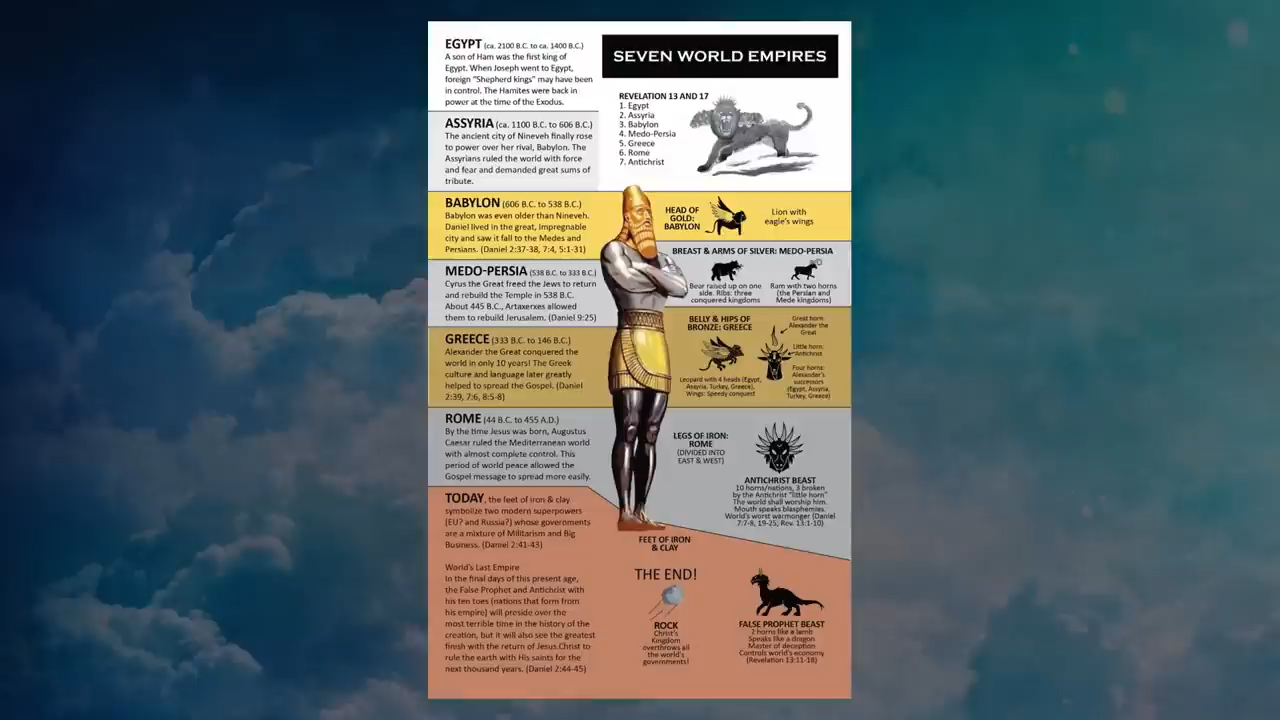 EGYPT (ca. 2100 B.C. to ca. 1400 B.C.)
A son of Ham was the first king of
Egypt. When Joseph went to Egypt,
foreign "Shepherd kings" may have been
in control. The Hamites were back in
power at the time of the Exodus.
SEVEN WORLD EMPIRES
REVELATION 13 AND 17
1. Egypt
2. Assyria
3. Babylon
4. Medo-Persia
5. Greece
6. Rome
7. Antichrist
ASSYRIA (ca. 1100 B.C. to 606 B.C.)
The ancient city of Nineveh finally rose
to power over her rival, Babylon. The
Assyrians ruled the world with force
and fear and demanded great sums of
tribute.
BABYLON (606 B.C. to 538 B.C.)
Babylon was even older than Nineveh.
Daniel lived in the great, impregnable
city and saw it fall to the Medes and
Persians. (Daniel 2:37-38, 7:4, 5:1-31)
HEAD OF
GOLD:
BABYLON
Lion with
eagle's wings
MEDO-PERSIA (538 B.C. to 333 B.C.)
Cyrus the Great freed the Jews to return
and rebuild the Temple in 538 B.C.
About 445 B.C., Artaxerxes allowed
them to rebuild Jerusalem. (Daniel 9:25)
BREAST & ARMS OF SILVER: MEDO-PERSIA
Bear raised up on one
side. Ribs: three
conquered kingdoms
Ram with two horns
(the Persian and
Mede kingdoms)
GREECE (333 B.C. to 146 B.C.)
Alexander the Great conquered the
world in only 10 years! The Greek
culture and language later greatly
helped to spread the Gospel. (Daniel
2:39, 7:6, 8:5-8)
BELLY & HIPS OF
BRONZE: GREECE
Leopard with 4 heads (Egypt,
Assyria, Turkey, Greece),
Wings: Speedy conquest
Great horn:
Alexander the
Great
Little horn:
Antichrist
Four horns:
Alexander's
successors
(Egypt, Assyria,
Turkey, Greece)
ROME (44 B.C. to 455 A.D.)
By the time Jesus was born, Augustus
Caesar ruled the Mediterranean world
with almost complete control. This
period of world peace allowed the
Gospel message to spread more easily.
LEGS OF IRON:
ROME
(DIVIDED INTO
EAST & WEST)
ANTICHRIST BEAST
10 horns/nations, 3 broken
by the Antichrist "little horn"
The world shall worship him.
Mouth speaks blasphemies.
World's worst warmonger (Daniel
7:7-8, 19-25; Rev. 13:1-10)
TODAY, the feet of iron & clay
symbolize two modern superpowers
(EU? and Russia?) whose governments
are a mixture of Militarism and Big
Business. (Daniel 2:41-43)
FEET OF IRON
& CLAY
World's Last Empire
In the final days of this present age,
the False Prophet and Antichrist with
his ten toes (nations that form from
his empire) will preside over the
most terrible time in the history of the
creation, but it will also see the greatest
finish with the return of Jesus Christ to
rule the earth with His saints for the
next thousand years. (Daniel 2:44-45)
THE END!
ROCK
Christ's
Kingdom
overthrows all
the world's
governments!
FALSE PROPHET BEAST
2 horns like a lamb
Speaks like a dragon
Master of deception
Controls world's economy
(Revelation 13:11-18)